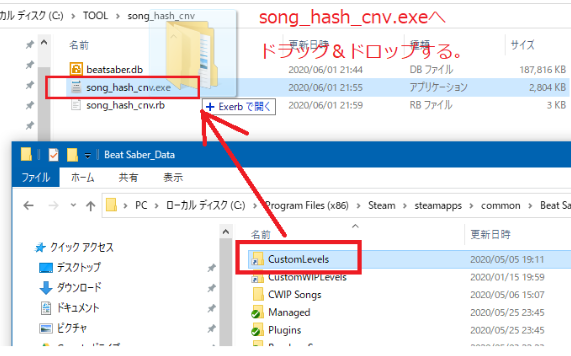 カル ディスク (C:) › TOOL › song_hash_cnv
song_hash_cnv.exeへ
ドラッグ＆ドロップする。
名前 更新日時 種類 サイズ
beatsaber.db 2020/06/01 21:44 DB ファイル 187,816 KB
song_hash_cnv.exe 2020/06/01 21:55 アプリケーション 2,804 KB
song_hash_cnv.rb 2020/06/01 21:59 RB ファイル 3 KB
+ Exerb で開く
Beat Saber_Data
ファイル ホーム 共有 表示
PC › ローカル ディスク (C:) › Program Files (x86) › Steam › steamapps › common › Beat Sa
名前 更新日時
クイック アクセス
CustomLevels 2020/05/05 19:11
デスクトップ
CustomWIPLevels 2020/01/15 19:59
ダウンロード
CWIP Songs 2020/05/06 15:07
ドキュメント
Managed 2020/05/25 23:45
ピクチャ
Plugins 2020/05/25 23:45